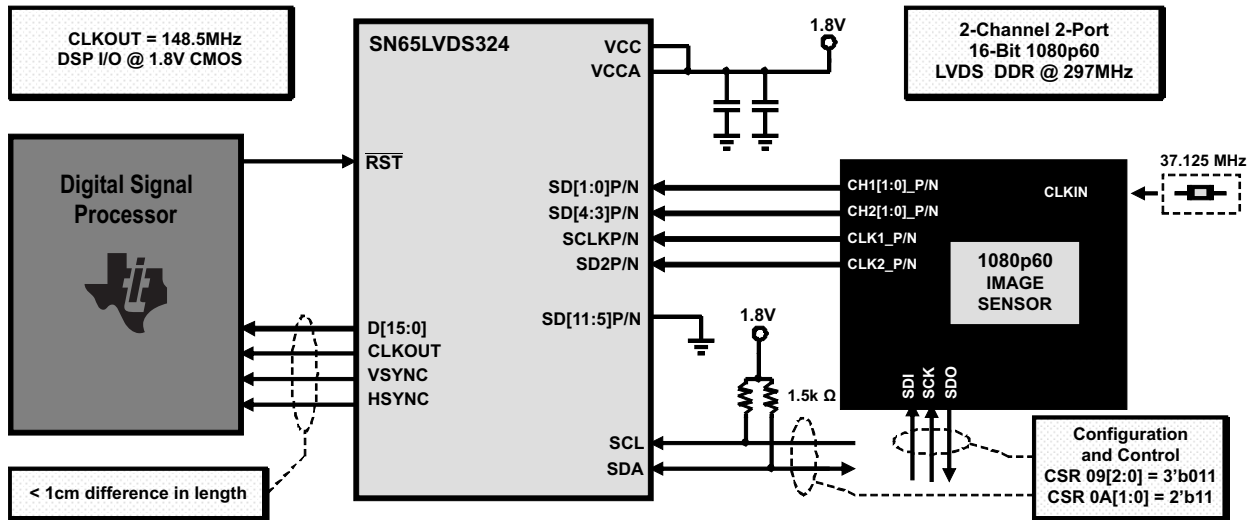 CLKOUT = 148.5MHz
DSP I/O @ 1.8V CMOS
SN65LVDS324
VCC
VCCA
1.8V
2-Channel 2-Port
16-Bit 1080p60
LVDS DDR @ 297MHz
Digital Signal
Processor
RST
SD[1:0]P/N
SD[4:3]P/N
SCLKP/N
SD2P/N
SD[11:5]P/N
CH1[1:0]_P/N
CH2[1:0]_P/N
CLK1_P/N
CLK2_P/N
CLKIN
37.125 MHz
1080p60
IMAGE
SENSOR
D[15:0]
CLKOUT
VSYNC
HSYNC
1.8V
1.5k Ω
SDI
SCK
SDO
SCL
SDA
< 1cm difference in length
Configuration
and Control
CSR 09[2:0] = 3'b011
CSR 0A[1:0] = 2'b11